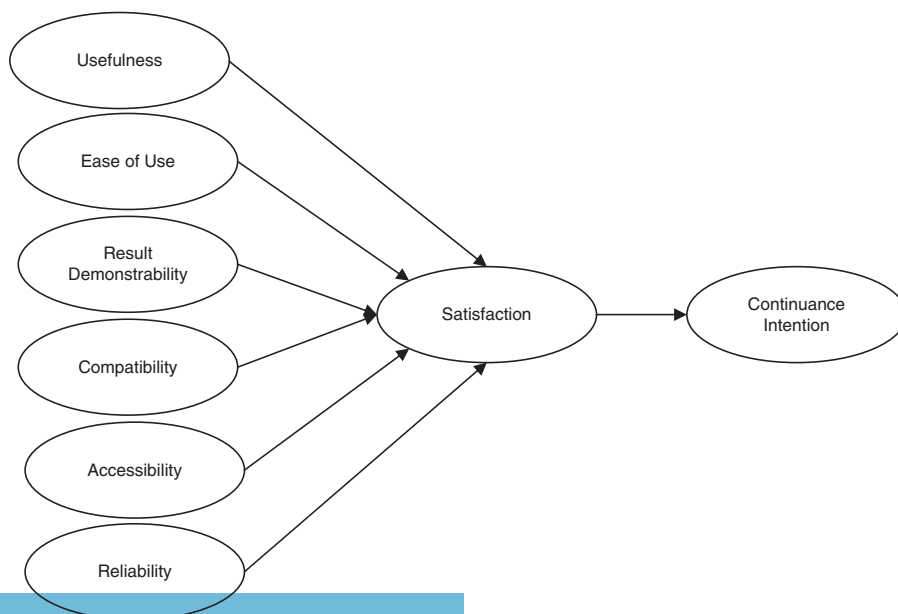 Usefulness
Ease of Use
Result
Demonstrability
Compatibility
Accessibility
Reliability
Satisfaction
Continuance
Intention